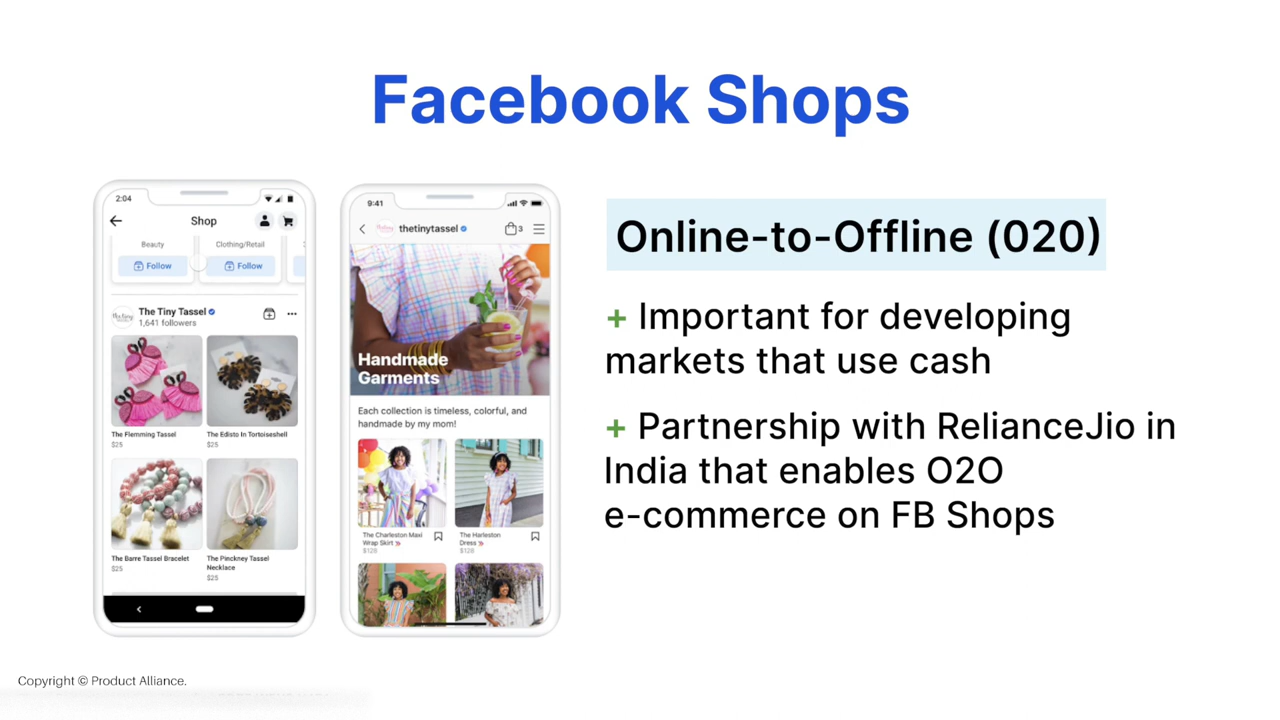 Facebook Shops
2:04
Shop
Beauty
Clothing/Retail
Follow
Follow
The Tiny Tassel
1,641 followers
The Flemming Tassel
$25
The Edisto In Tortoiseshell
$25
The Barre Tassel Bracelet
$25
The Pinckney Tassel
Necklace
$25
9:41
thetinytassel
3
Handmade
Garments
Each collection is timeless, colorful, and
handmade by my mom!
The Charleston Maxi
Wrap Skirt
$128
The Harleston
Dress
$128
Online-to-Offline (020)
+ Important for developing
markets that use cash
+ Partnership with RelianceJio in
India that enables O2O
e-commerce on FB Shops
Copyright © Product Alliance.